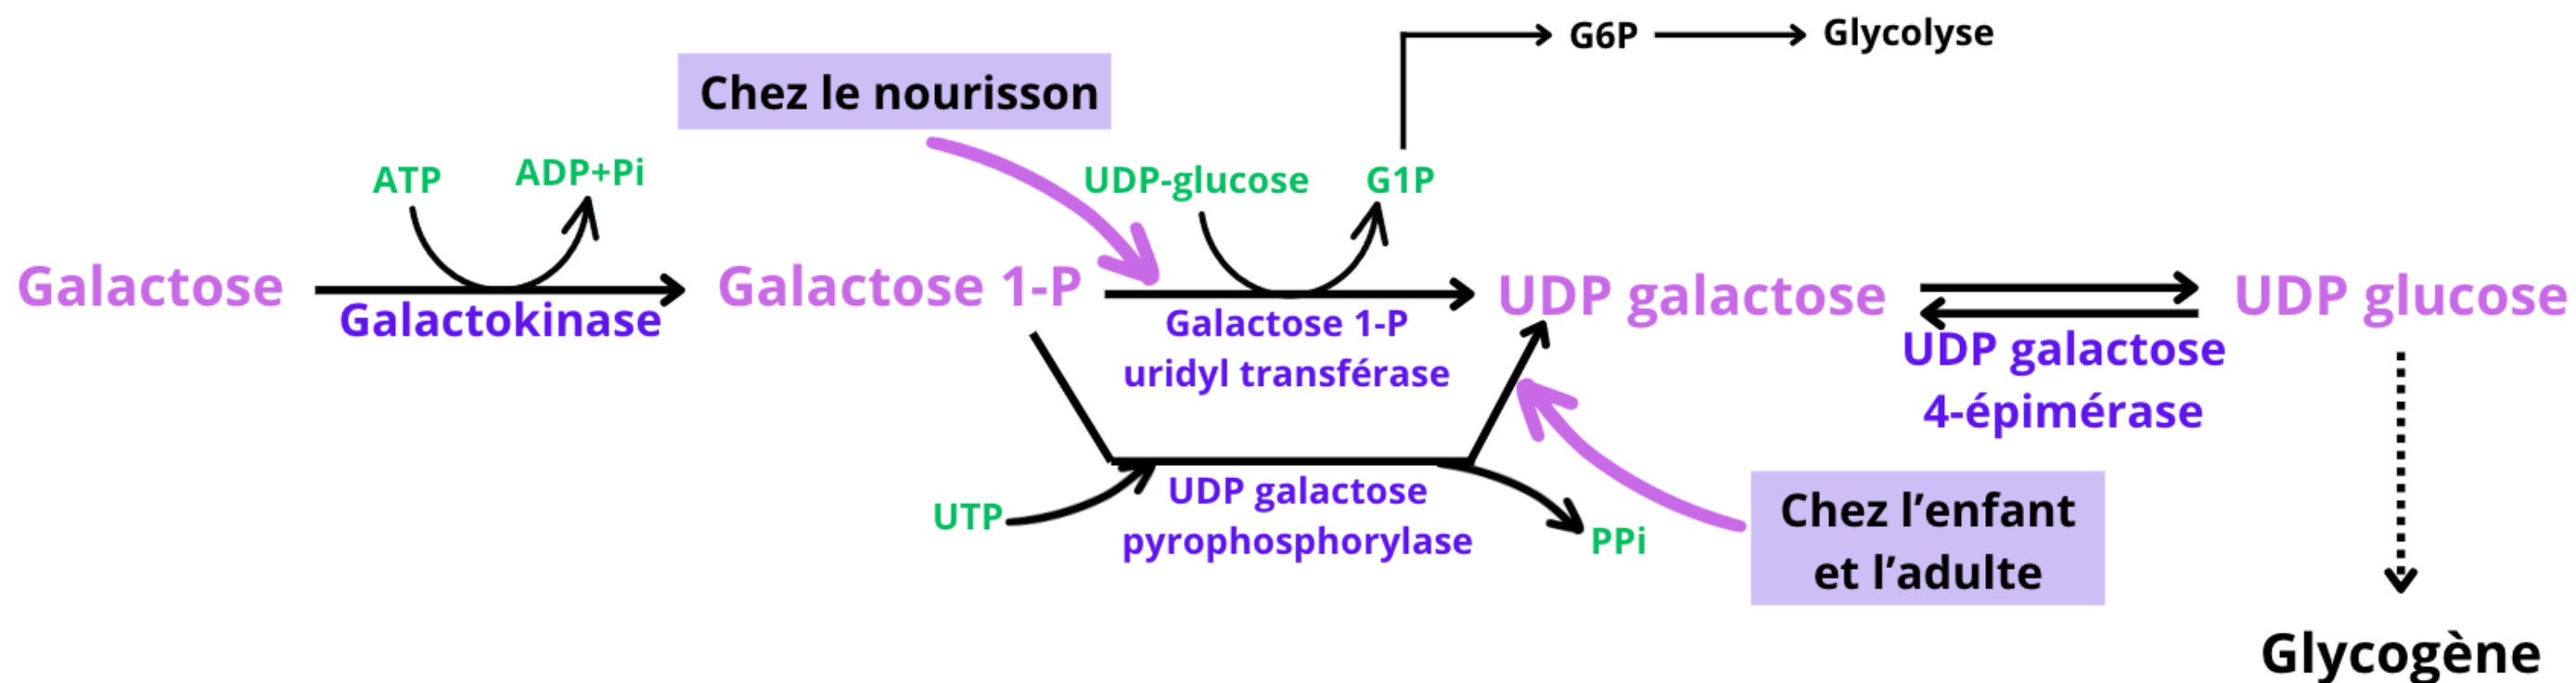 G6P
Glycolyse
Chez le nourisson
ATP
ADP+Pi
UDP-glucose
G1P
Galactose
Galactokinase
Galactose 1-P
Galactose 1-P
uridyl transférase
UDP galactose
UDP galactose
4-épimérase
UDP glucose
UTP
UDP galactose
pyrophosphorylase
PPi
Chez l’enfant
et l’adulte
Glycogène